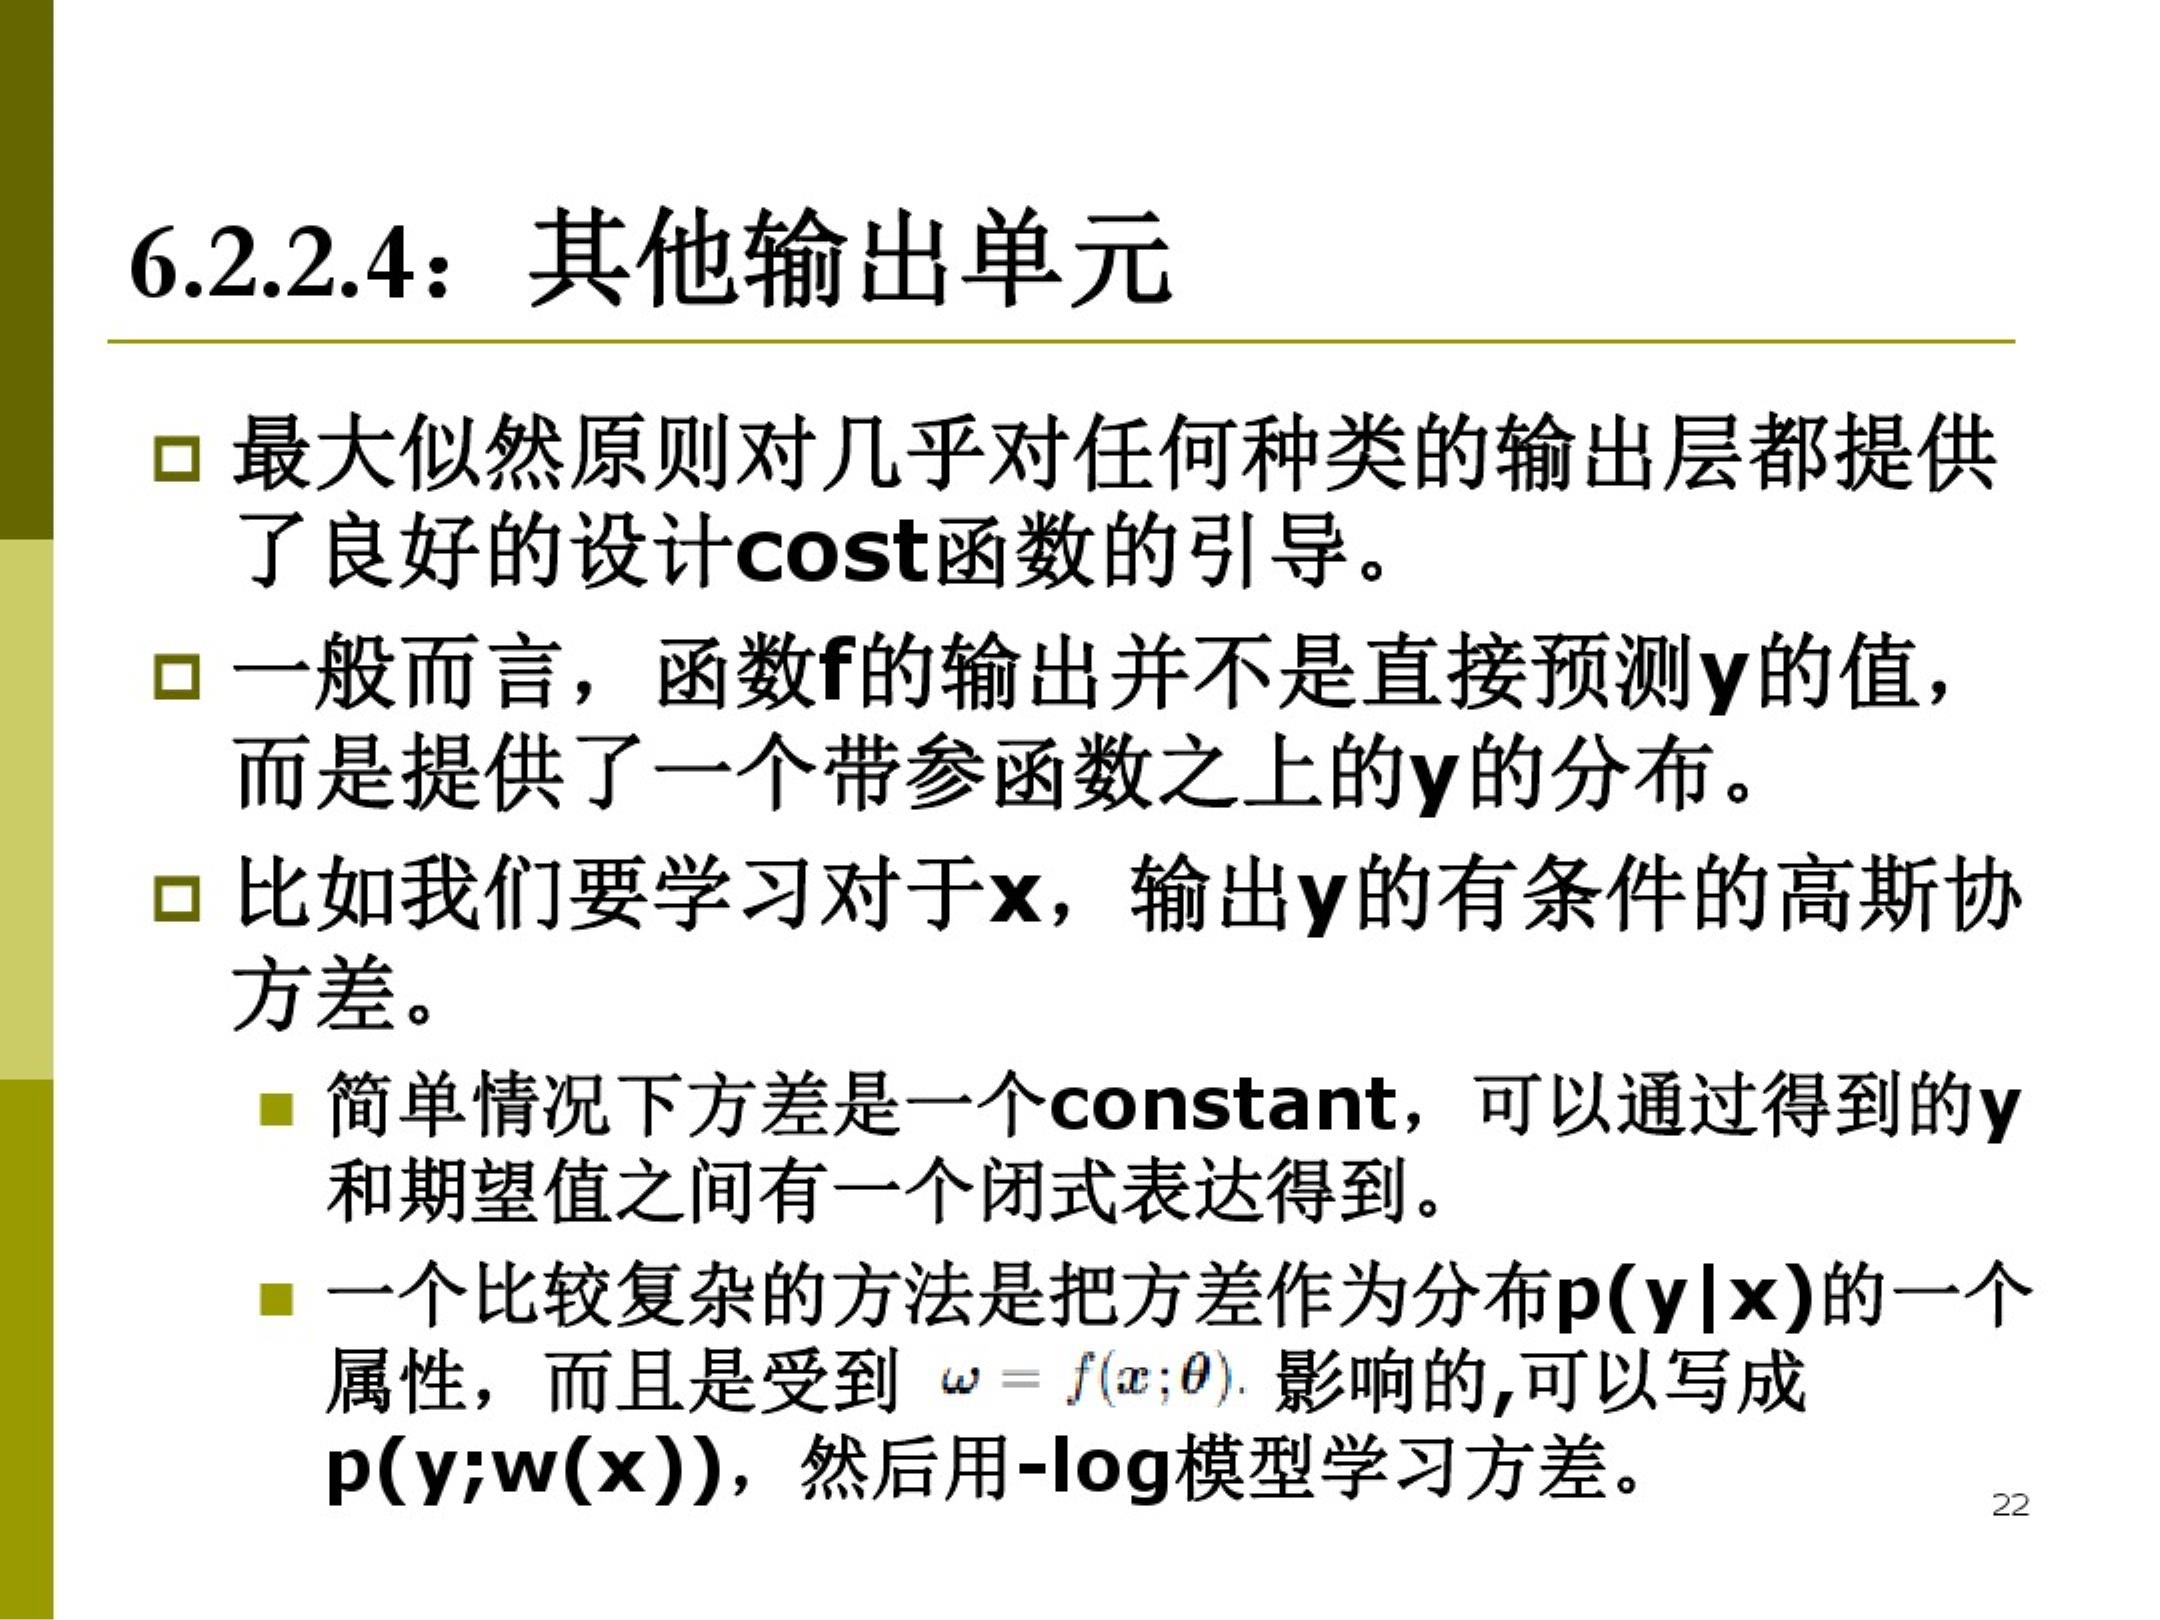 6.2.2.4：其他输出单元
最大似然原则对几乎对任何种类的输出层都提供
了良好的设计cost函数的引导。
一般而言，函数f的输出并不是直接预测y的值，
而是提供了一个带参函数之上的y的分布。
比如我们要学习对于x，输出y的有条件的高斯协
方差。
简单情况下方差是一个constant，可以通过得到的y
和期望值之间有一个闭式表达得到。
一个比较复杂的方法是把方差作为分布p(y|x)的一个
属性，而且是受到 ω = f(x;θ). 影响的,可以写成
p(y;w(x))，然后用-log模型学习方差。
22